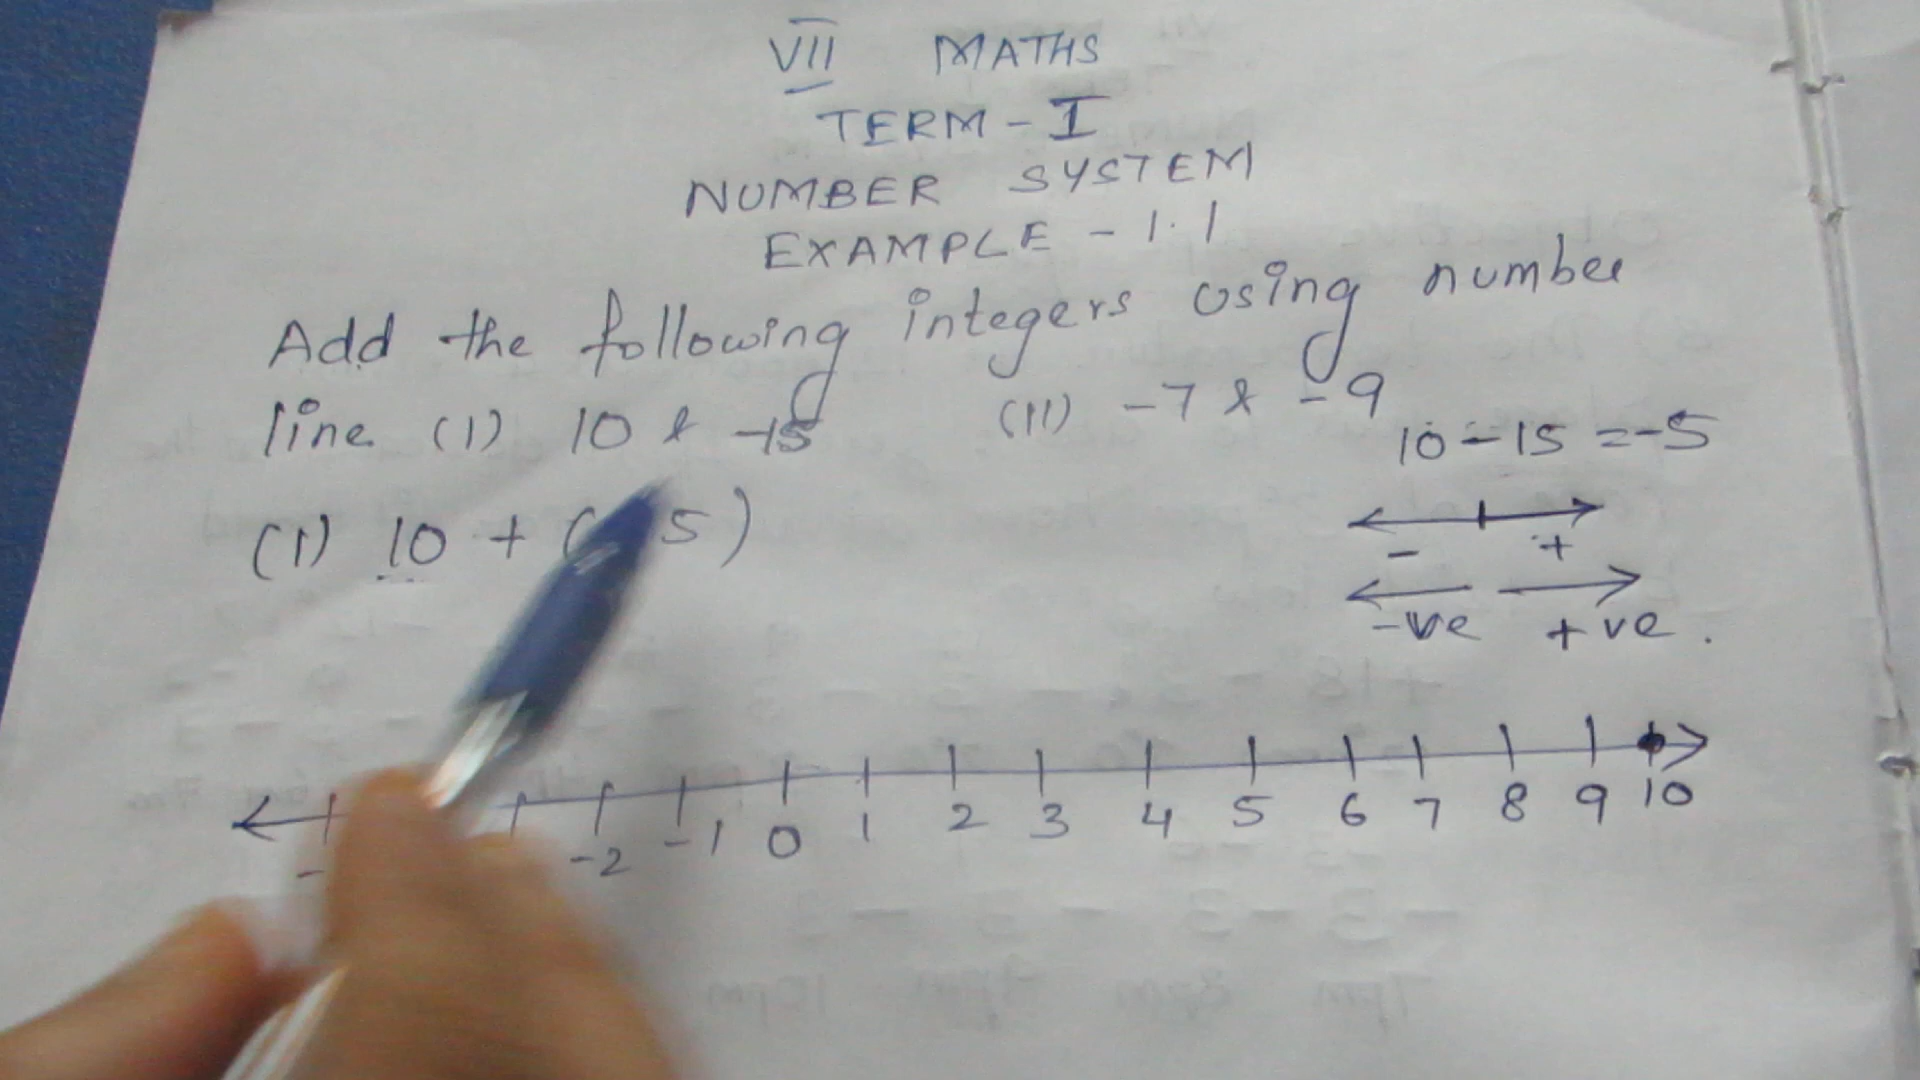 VII MATHS
TERM - I
NUMBER SYSTEM
EXAMPLE - 1.1
Add the following integers using number
line (I) 10 & -15 (II) -7 & -9
10 - 15 = -5
(I) 10 + ( 5 )
- +
-ve +ve .
- -2 -1 0 1 2 3 4 5 6 7 8 9 10